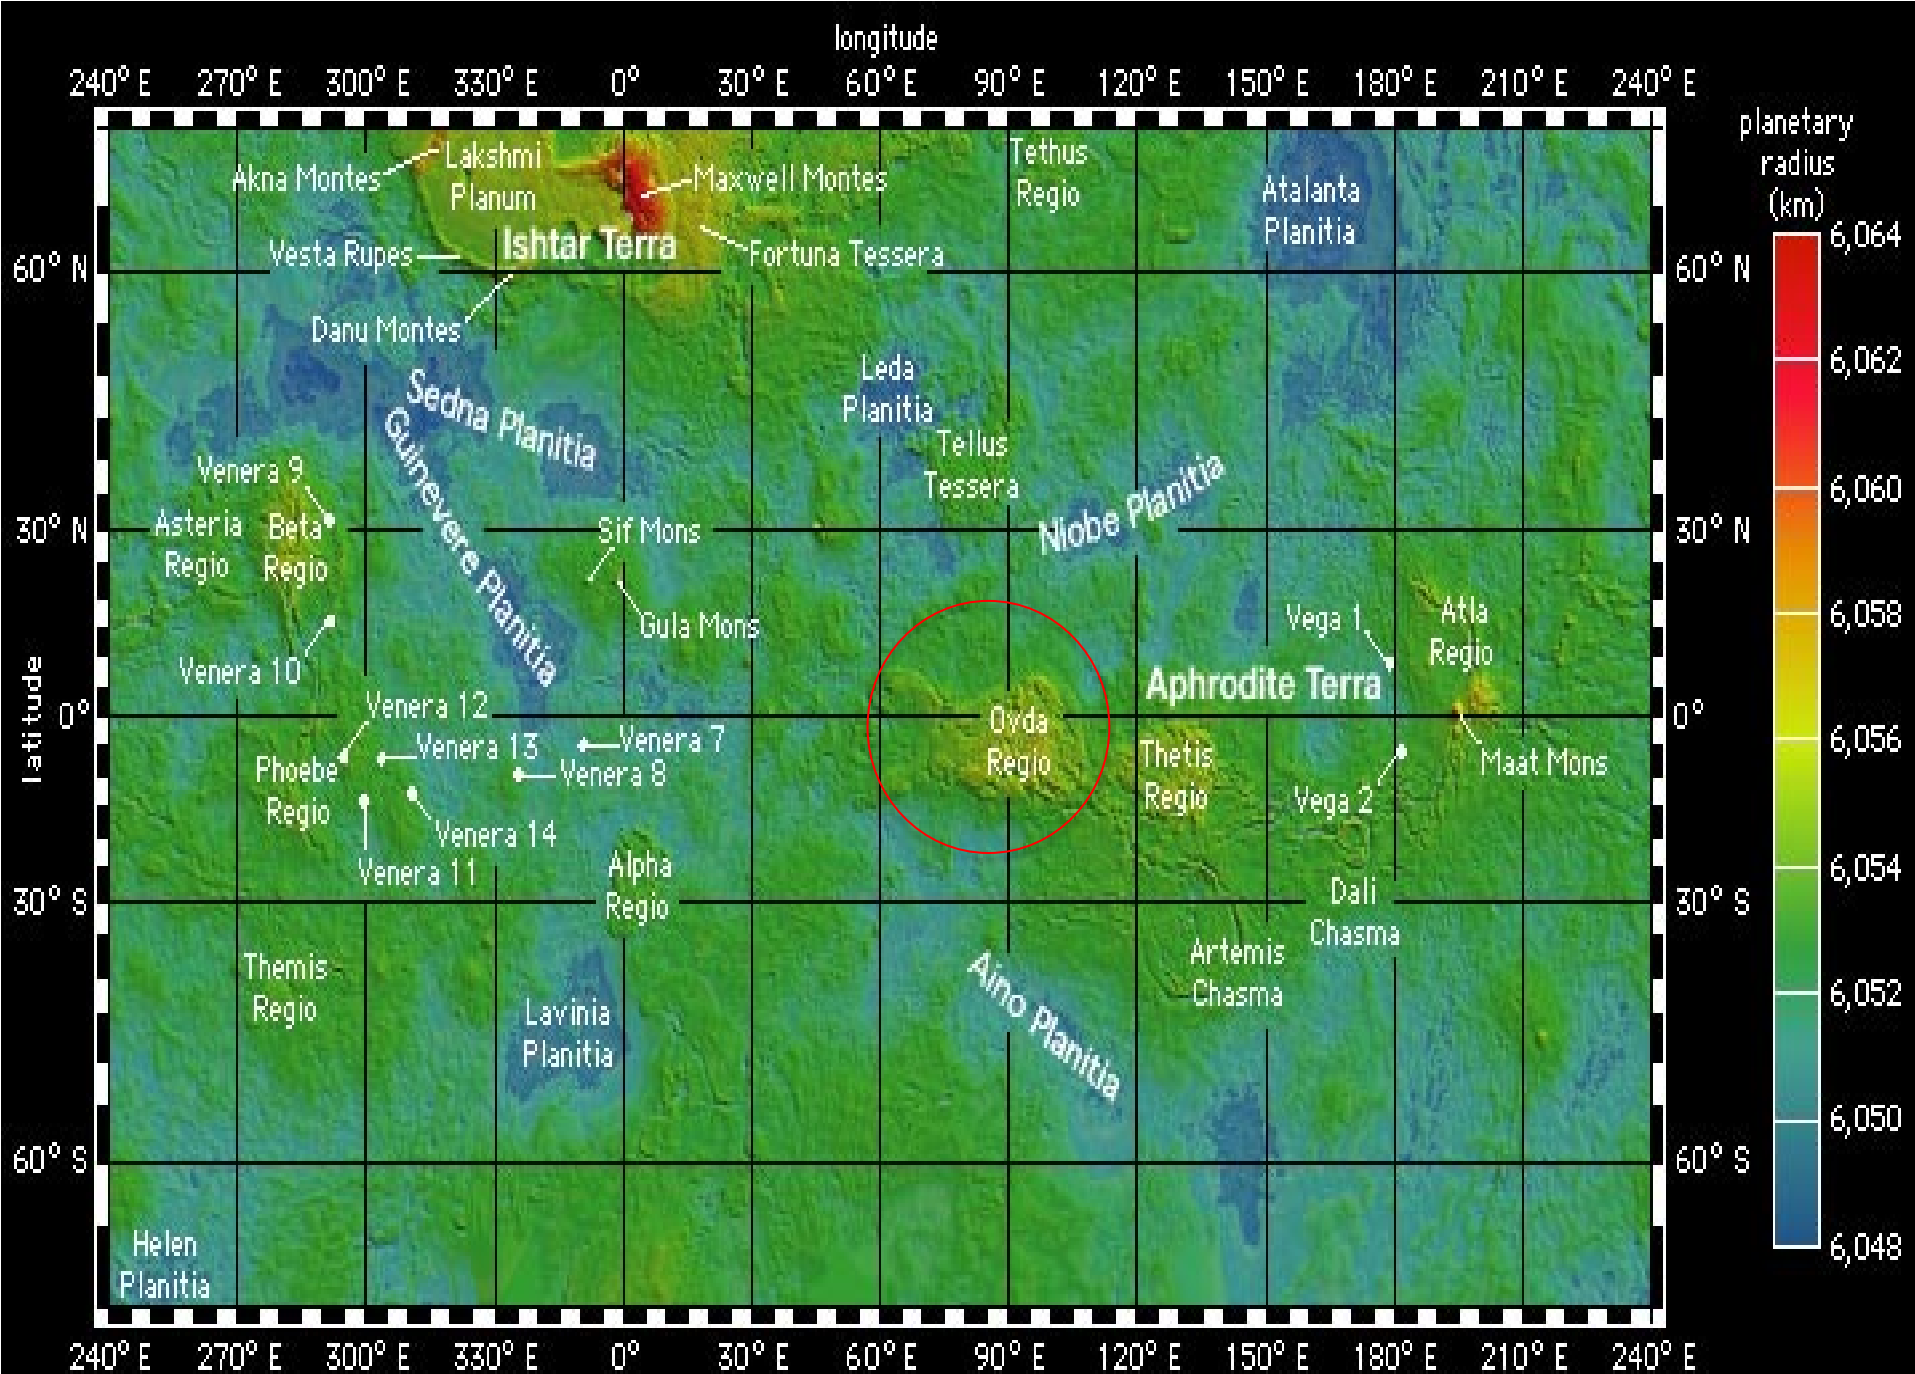 longitude
240° E 270° E 300° E 330° E 0° 30° E 60° E 90° E 120° E 150° E 180° E 210° E 240° E
planetary
radius
(km)
6,064
6,062
6,060
6,058
6,056
6,054
6,052
6,050
6,048
latitude
60° N
30° N
0°
30° S
60° S
60° N
30° N
0°
30° S
60° S
Akna Montes
Lakshmi
Planum
Maxwell Montes
Tethus
Regio
Atalanta
Planitia
Vesta Rupes
Ishtar Terra
Fortuna Tessera
Danu Montes
Sedna Planitia
Guinevere Planitia
Leda
Planitia
Tellus
Tessera
Niobe Planitia
Venera 9
Asteria
Regio
Beta
Regio
Sif Mons
Gula Mons
Venera 10
Vega 1
Atla
Regio
Aphrodite Terra
Venera 12
Venera 13
Venera 7
Venera 8
Phoebe
Regio
Venera 14
Venera 11
Ovda
Regio
Thetis
Regio
Maat Mons
Vega 2
Alpha
Regio
Dali
Chasma
Artemis
Chasma
Themis
Regio
Lavinia
Planitia
Aino Planitia
Helen
Planitia
240° E 270° E 300° E 330° E 0° 30° E 60° E 90° E 120° E 150° E 180° E 210° E 240° E